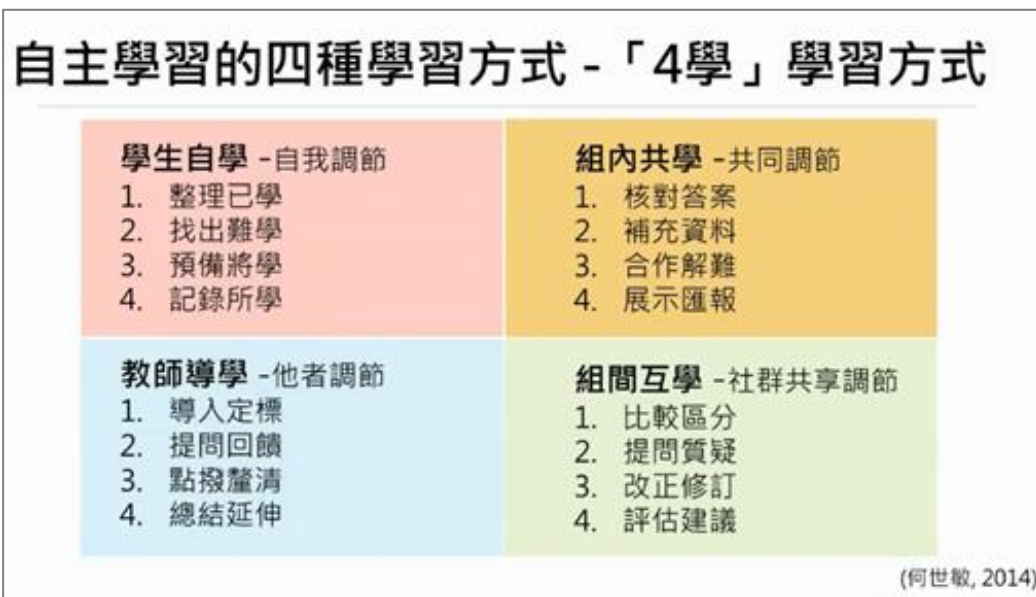 自主學習的四種學習方式 -「4學」學習方式
學生自學 -自我調節
1. 整理已學
2. 找出難學
3. 預備將學
4. 記錄所學
組內共學 -共同調節
1. 核對答案
2. 補充資料
3. 合作解難
4. 展示匯報
教師導學 -他者調節
1. 導入定標
2. 提問回饋
3. 點撥釐清
4. 總結延伸
組間互學 -社群共享調節
1. 比較區分
2. 提問質疑
3. 改正修訂
4. 評估建議
(何世敏, 2014)